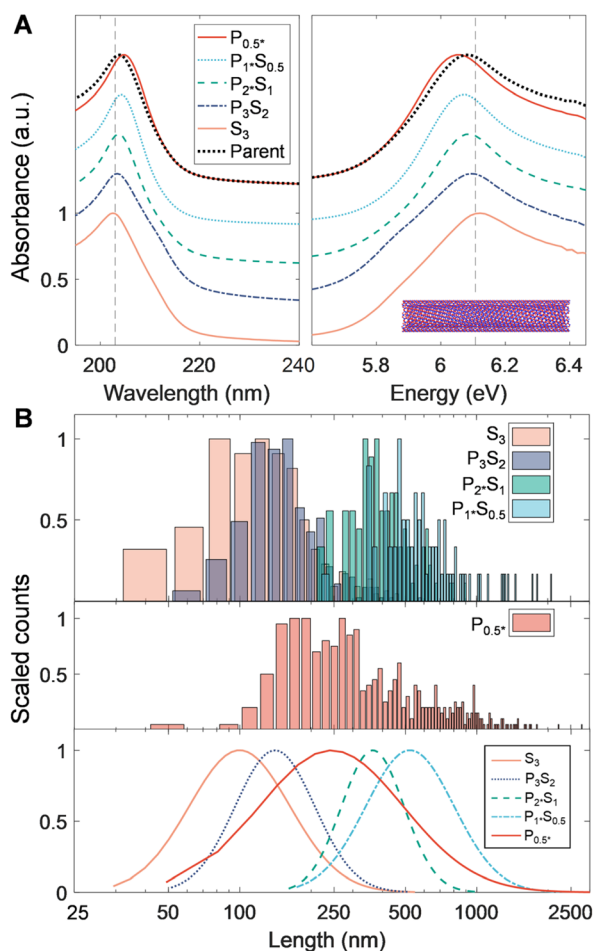 A
Absorbance (a.u.)
P0.5*
P1*S0.5
P2*S1
P3S2
S3
Parent
1
0.5
0
200
220
240
Wavelength (nm)
5.8
6
6.2
6.4
Energy (eV)
B
Scaled counts
1
0.5
S3
P3S2
P2*S1
P1*S0.5
1
0.5
P0.5*
1
0.5
0
S3
P3S2
P2*S1
P1*S0.5
P0.5*
25
50
100
250
500
1000
2500
Length (nm)